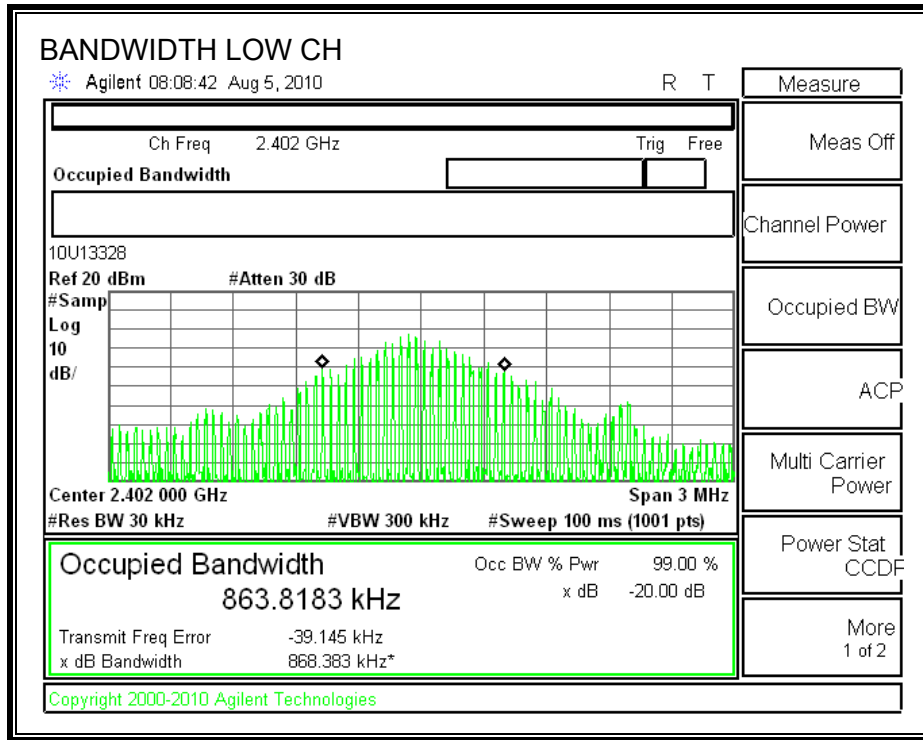 BANDWIDTH LOW CH
Agilent 08:08:42 Aug 5, 2010 R T
Measure
Ch Freq 2.402 GHz Trig Free
Meas Off
Occupied Bandwidth
Channel Power
10U13328
Ref 20 dBm #Atten 30 dB
#Samp
Log
10
dB/
Occupied BW
ACP
Multi Carrier
Power
Center 2.402 000 GHz Span 3 MHz
#Res BW 30 kHz #VBW 300 kHz #Sweep 100 ms (1001 pts)
Power Stat
CCDF
Occupied Bandwidth Occ BW % Pwr 99.00 %
863.8183 kHz x dB -20.00 dB
Transmit Freq Error -39.145 kHz
x dB Bandwidth 868.383 kHz*
More
1 of 2
Copyright 2000-2010 Agilent Technologies